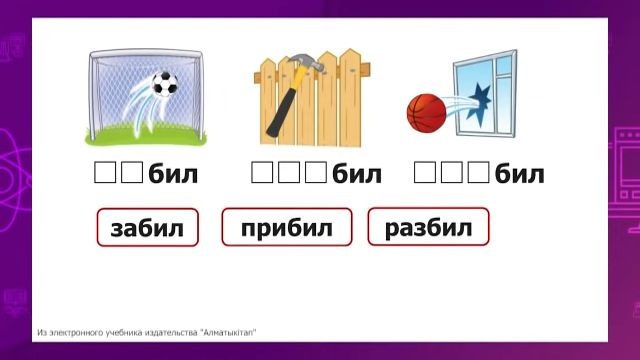 □□бил □□□бил □□□бил
забил прибил разбил
Из электронного учебника издательства "Алматыкітап"